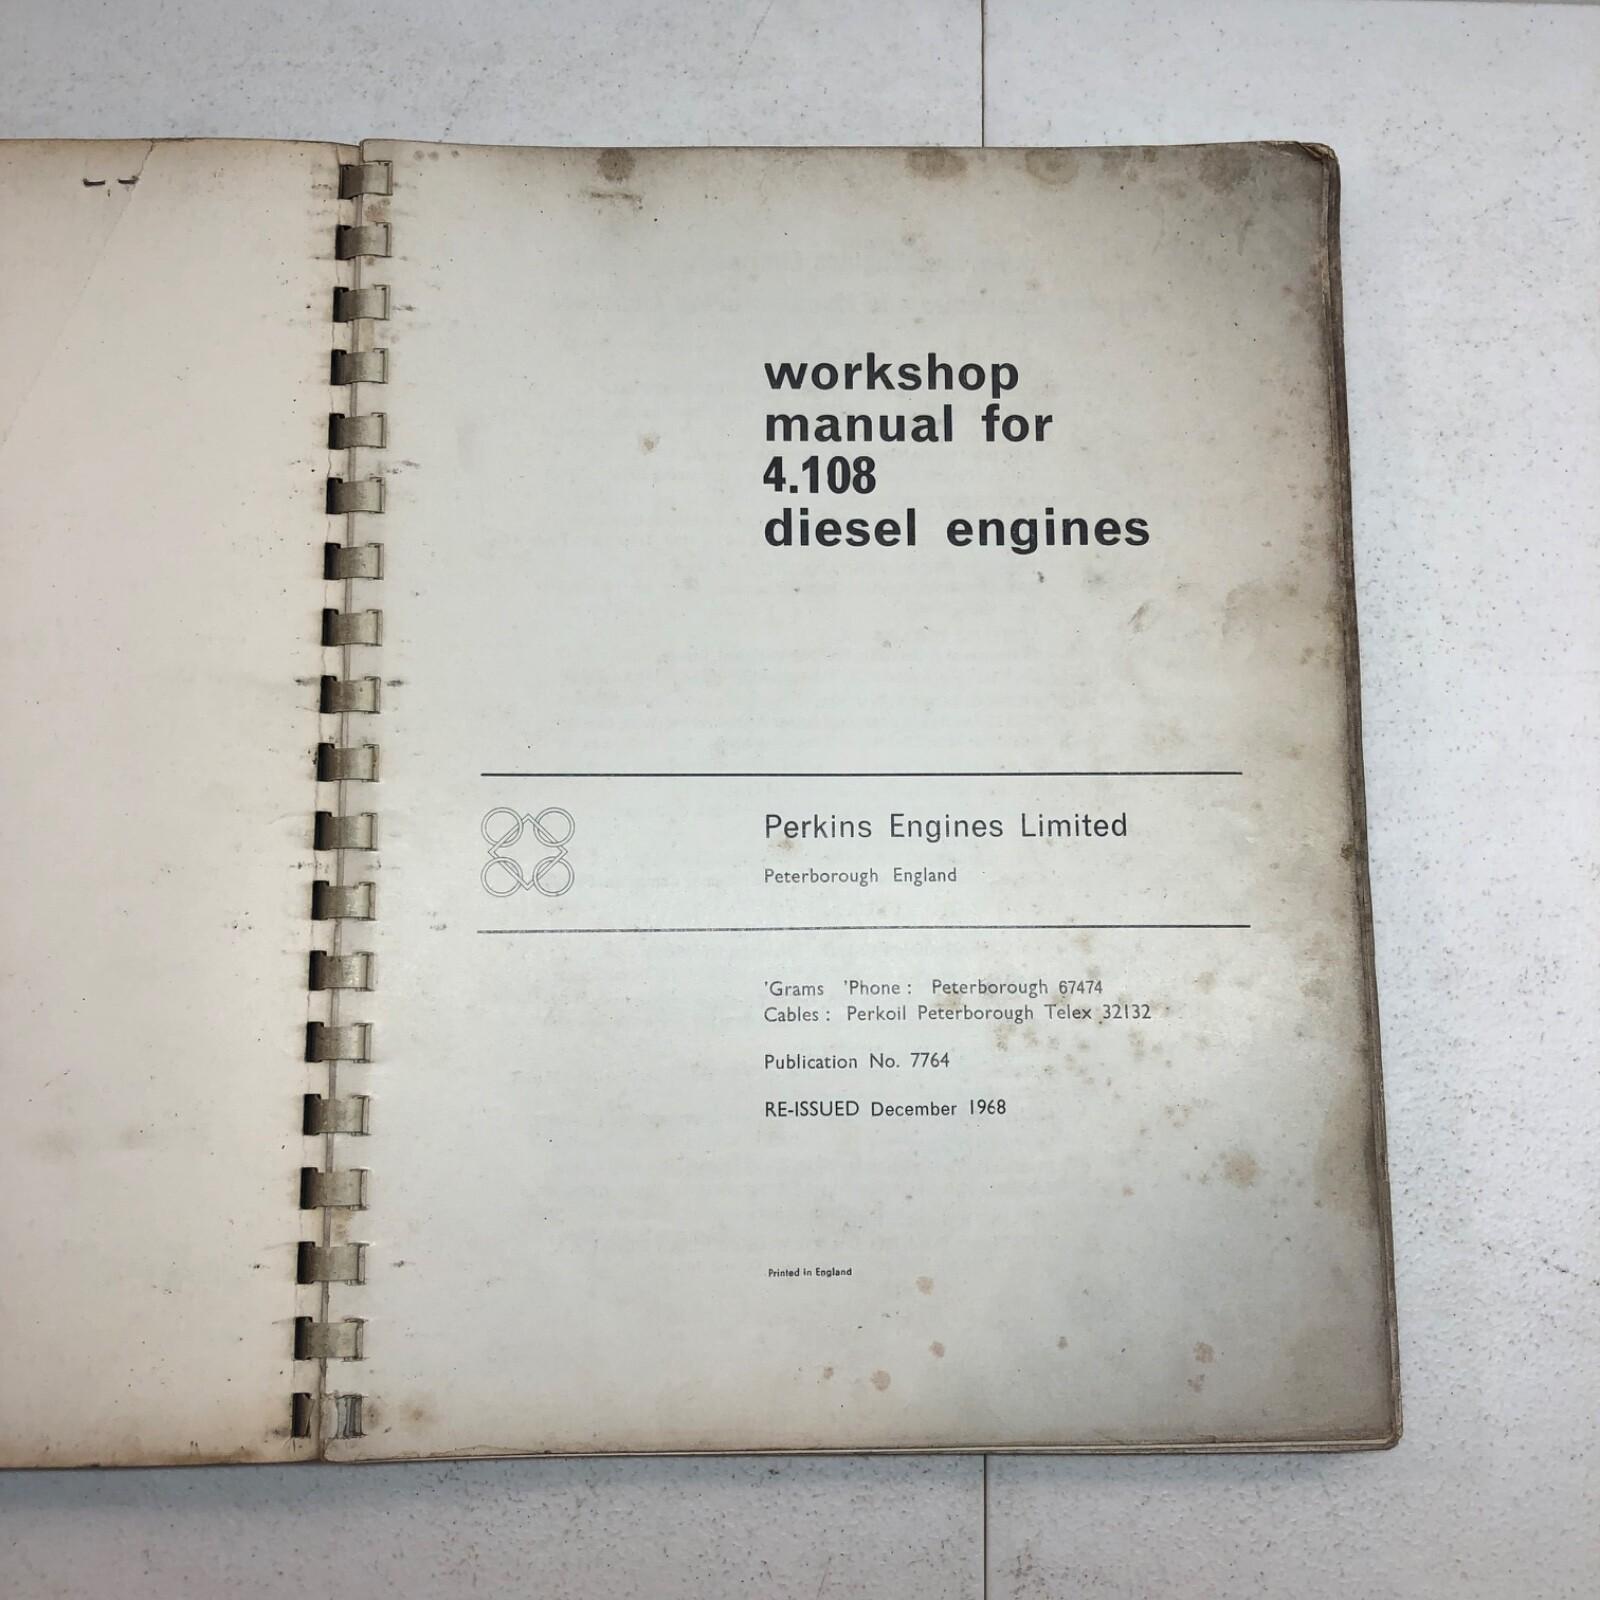 workshop
manual for
4.108
diesel engines
Perkins Engines Limited
Peterborough England
'Grams 'Phone : Peterborough 67474
Cables : Perkoil Peterborough Telex 32132
Publication No. 7764
RE-ISSUED December 1968
Printed in England